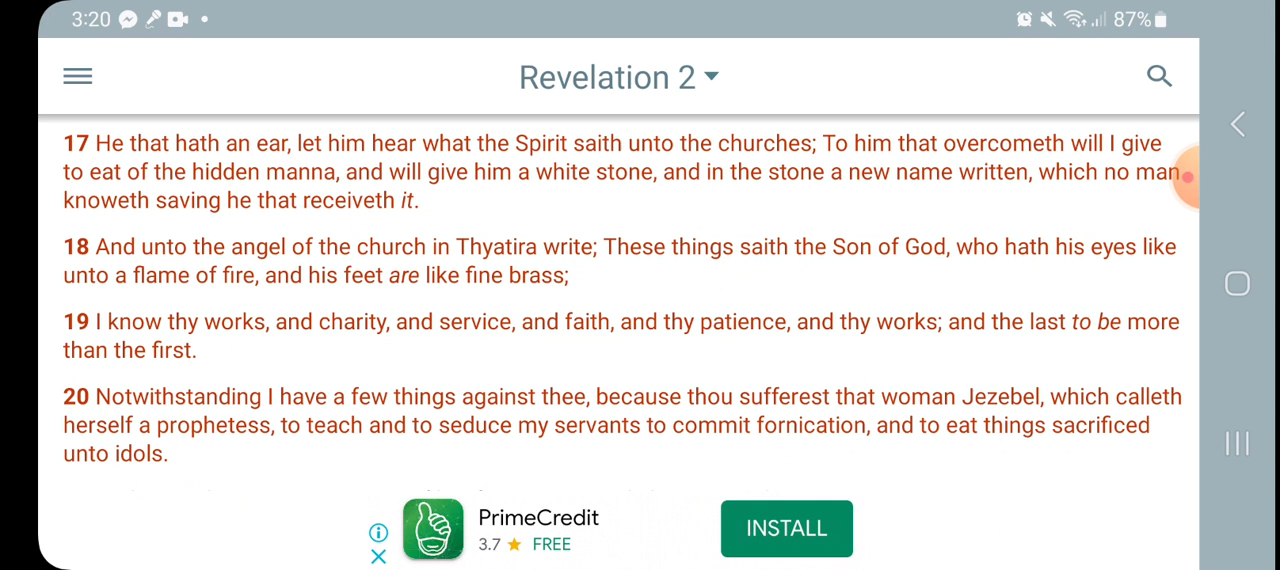 3:20
87%
Revelation 2
17 He that hath an ear, let him hear what the Spirit saith unto the churches; To him that overcometh will I give
to eat of the hidden manna, and will give him a white stone, and in the stone a new name written, which no man
knoweth saving he that receiveth it.
18 And unto the angel of the church in Thyatira write; These things saith the Son of God, who hath his eyes like
unto a flame of fire, and his feet are like fine brass;
19 I know thy works, and charity, and service, and faith, and thy patience, and thy works; and the last to be more
than the first.
20 Notwithstanding I have a few things against thee, because thou sufferest that woman Jezebel, which calleth
herself a prophetess, to teach and to seduce my servants to commit fornication, and to eat things sacrificed
unto idols.
PrimeCredit
3.7 ★ FREE
INSTALL